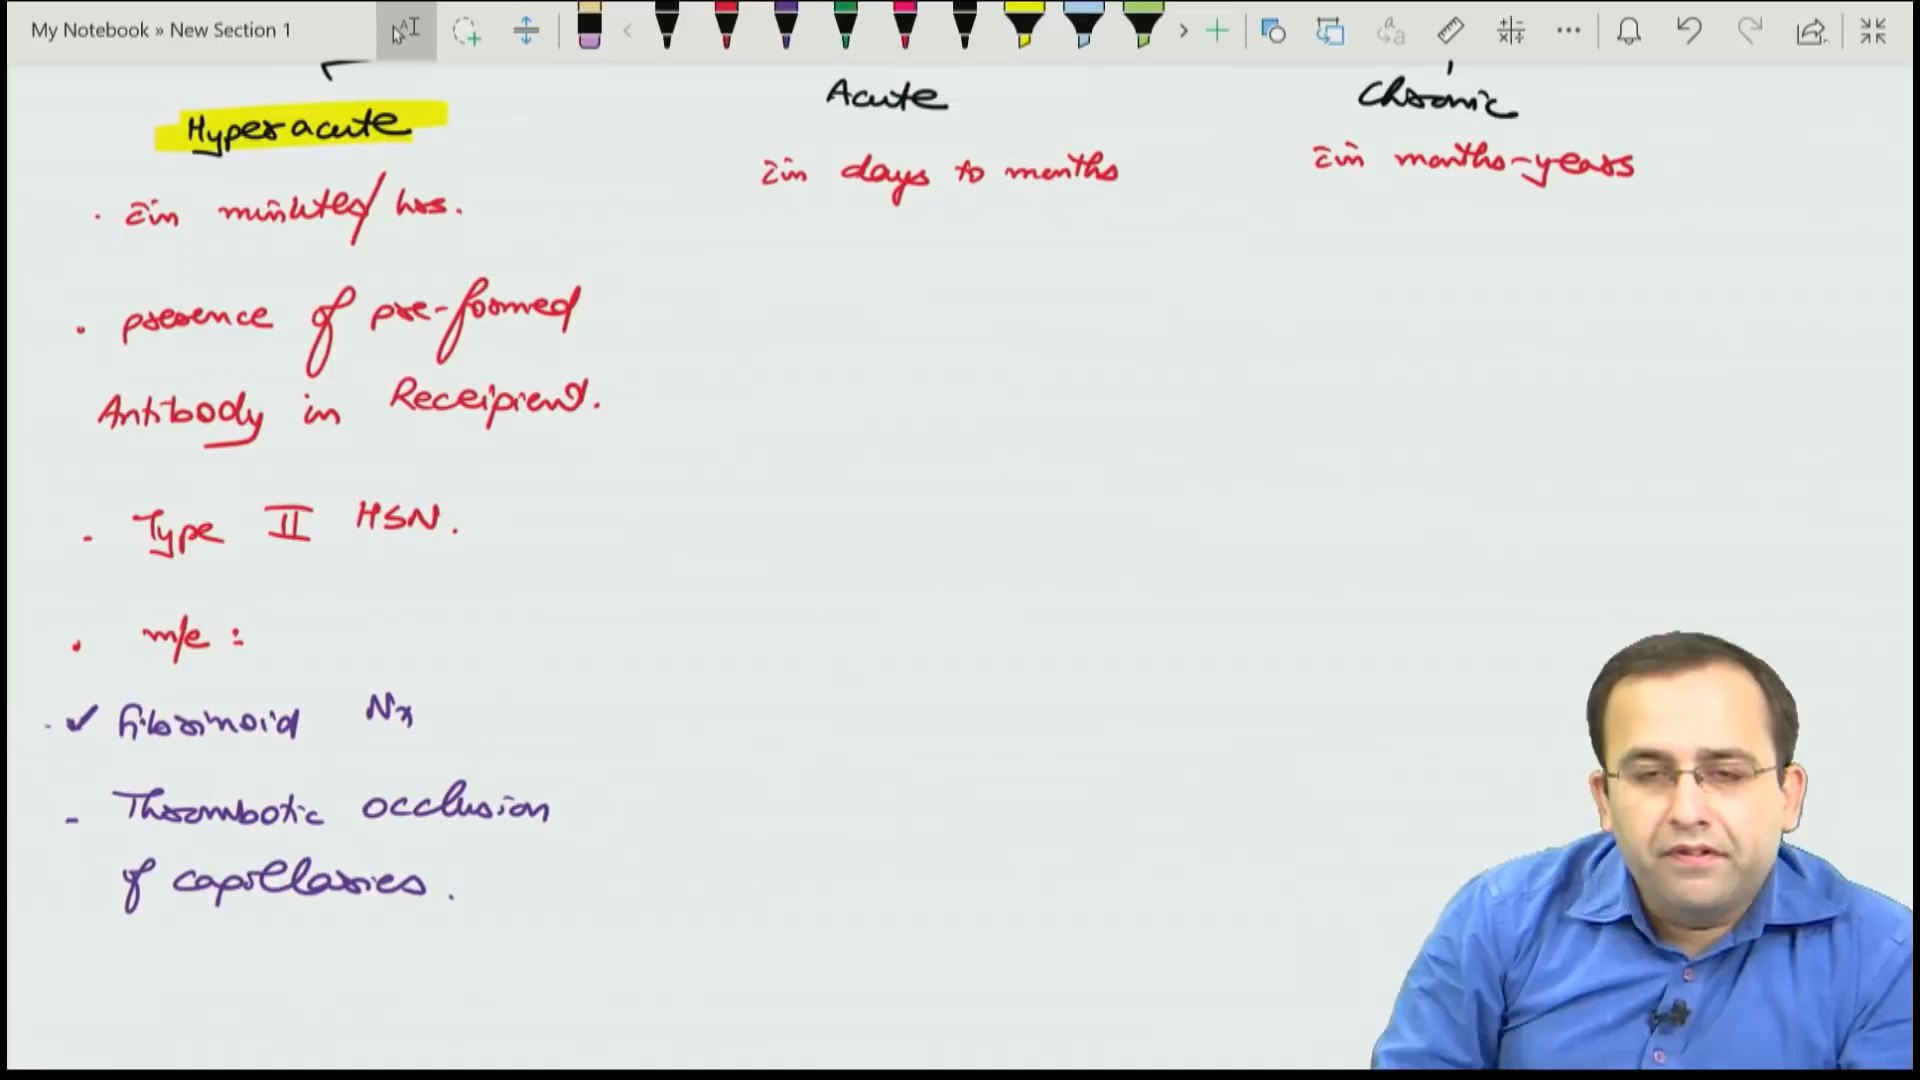 My Notebook » New Section 1
Hyperacute
Acute
Chronic
· c̄in minutes/hrs.
c̄in days to months
c̄in months-years
· presence of pre-formed
Antibody in Receipient.
· Type II HSN.
· m/e :
✓ fibrinoid Nx
- Thrombotic occlusion
of capillaries.